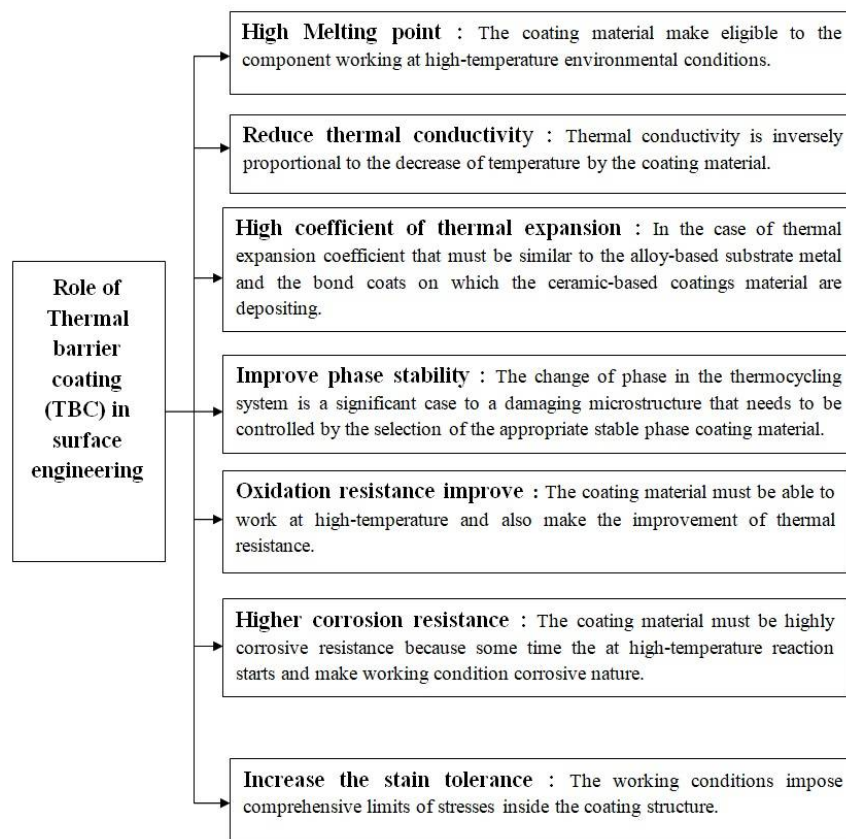 High Melting point : The coating material make eligible to the
component working at high-temperature environmental conditions.
Reduce thermal conductivity : Thermal conductivity is inversely
proportional to the decrease of temperature by the coating material.
High coefficient of thermal expansion : In the case of thermal
expansion coefficient that must be similar to the alloy-based substrate metal
and the bond coats on which the ceramic-based coatings material are
depositing.
Role of
Thermal
barrier
coating
(TBC) in
surface
engineering
Improve phase stability : The change of phase in the thermocycling
system is a significant case to a damaging microstructure that needs to be
controlled by the selection of the appropriate stable phase coating material.
Oxidation resistance improve : The coating material must be able to
work at high-temperature and also make the improvement of thermal
resistance.
Higher corrosion resistance : The coating material must be highly
corrosive resistance because some time the at high-temperature reaction
starts and make working condition corrosive nature.
Increase the stain tolerance : The working conditions impose
comprehensive limits of stresses inside the coating structure.